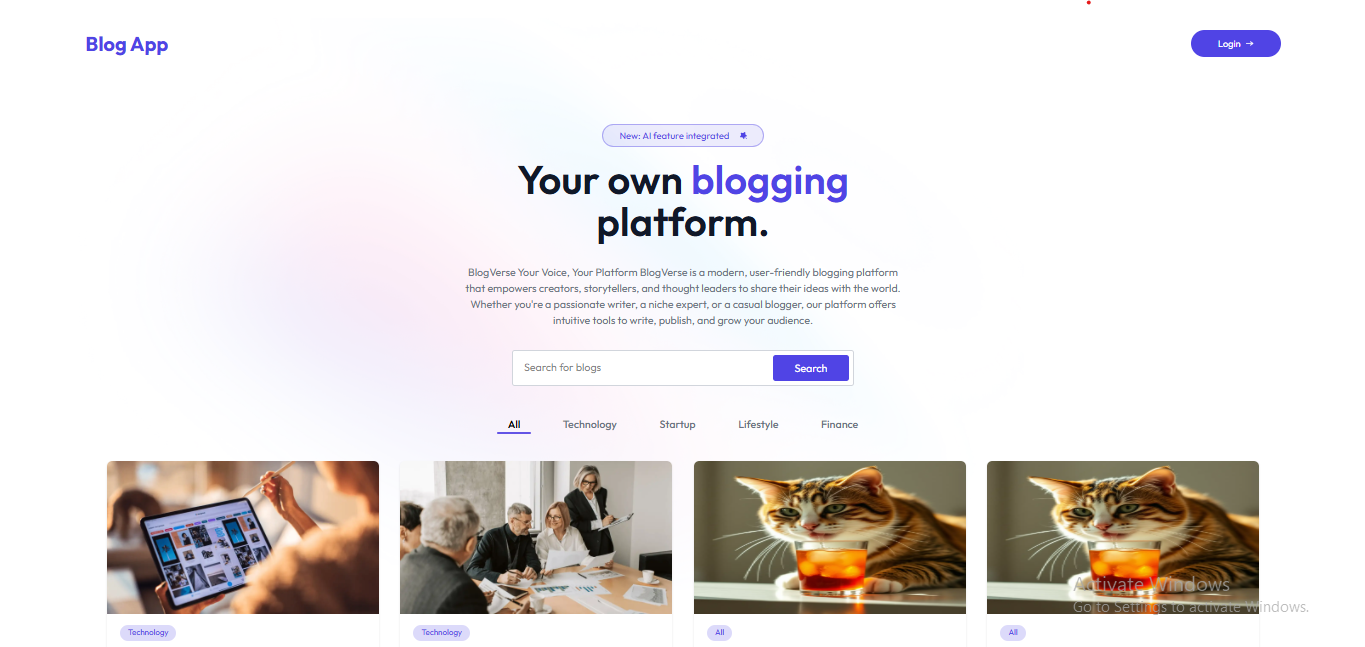 Blog App
Login →
New: AI feature integrated
Your own blogging
platform.
BlogVerse Your Voice, Your Platform BlogVerse is a modern, user-friendly blogging platform
that empowers creators, storytellers, and thought leaders to share their ideas with the world.
Whether you're a passionate writer, a niche expert, or a casual blogger, our platform offers
intuitive tools to write, publish, and grow your audience.
Search for blogs
Search
All
Technology
Startup
Lifestyle
Finance
Activate Windows
Go to Settings to activate Windows.
Technology
Technology
All
All